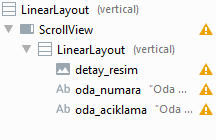 LinearLayout (vertical)
ScrollView
LinearLayout (vertical)
detay_resim
Ab oda_numara "Oda ...
Ab oda_aciklama "Oda ...